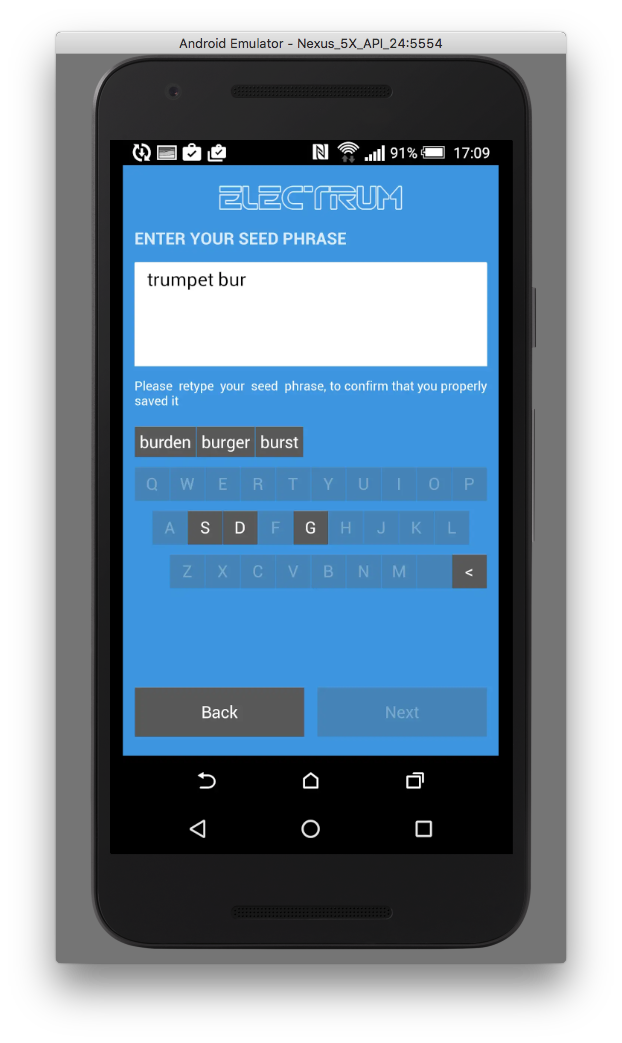 Android Emulator - Nexus_5X_API_24:5554
91% 17:09
ELECTRUM
ENTER YOUR SEED PHRASE
trumpet bur
Please retype your seed phrase, to confirm that you properly
saved it
burden burger burst
Q W E R T Y U I O P
A S D F G H J K L
Z X C V B N M <
Back Next